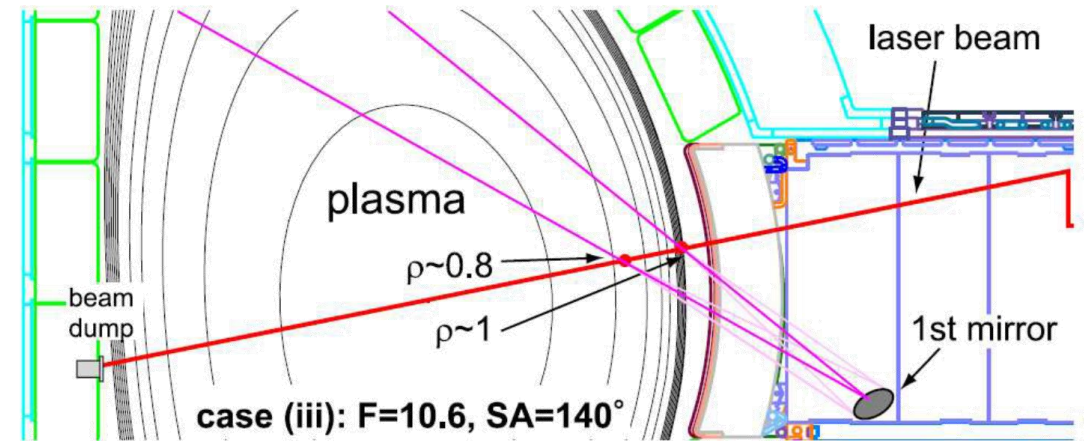 laser beam
plasma
ρ~0.8
beam
dump
ρ~1
1st mirror
case (iii): F=10.6, SA=140°